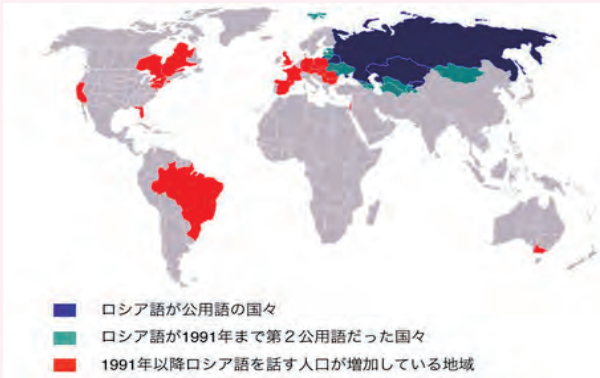 ロシア語が公用語の国々
ロシア語が1991年まで第２公用語だった国々
1991年以降ロシア語を話す人口が増加している地域